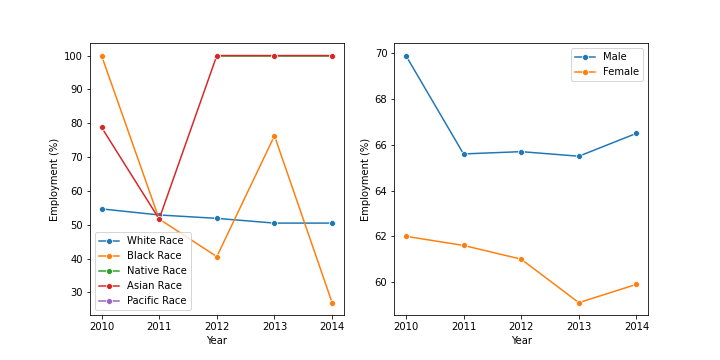 100
90
80
70
60
50
40
30
Employment (%)
2010 2011 2012 2013 2014
Year
White Race
Black Race
Native Race
Asian Race
Pacific Race
70
68
66
64
62
60
Employment (%)
2010 2011 2012 2013 2014
Year
Male
Female